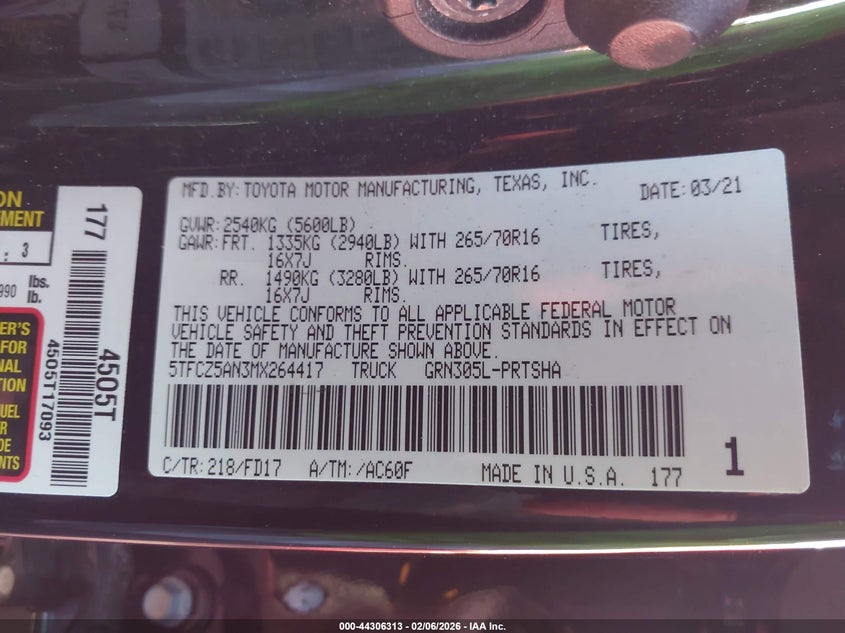 MFD.BY:TOYOTA MOTOR MANUFACTURING, TEXAS, INC. DATE:03/21
GVWR:2540KG (5600LB)
GAWR:FRT. 1335KG (2940LB) WITH 265/70R16 TIRES,
16X7J RIMS.
RR. 1490KG (3280LB) WITH 265/70R16 TIRES,
16X7J RIMS.
THIS VEHICLE CONFORMS TO ALL APPLICABLE FEDERAL MOTOR
VEHICLE SAFETY AND THEFT PREVENTION STANDARDS IN EFFECT ON
THE DATE OF MANUFACTURE SHOWN ABOVE.
5TFCZ5AN3MX264417 TRUCK GRN305L-PRTSHA
C/TR:218/FD17 A/TM:/AC60F MADE IN U.S.A. 177
1
177
4505T
4505T17093
: 3
990
lbs.
lb.
FOR
000-44306313 - 02/06/2026 - IAA Inc.